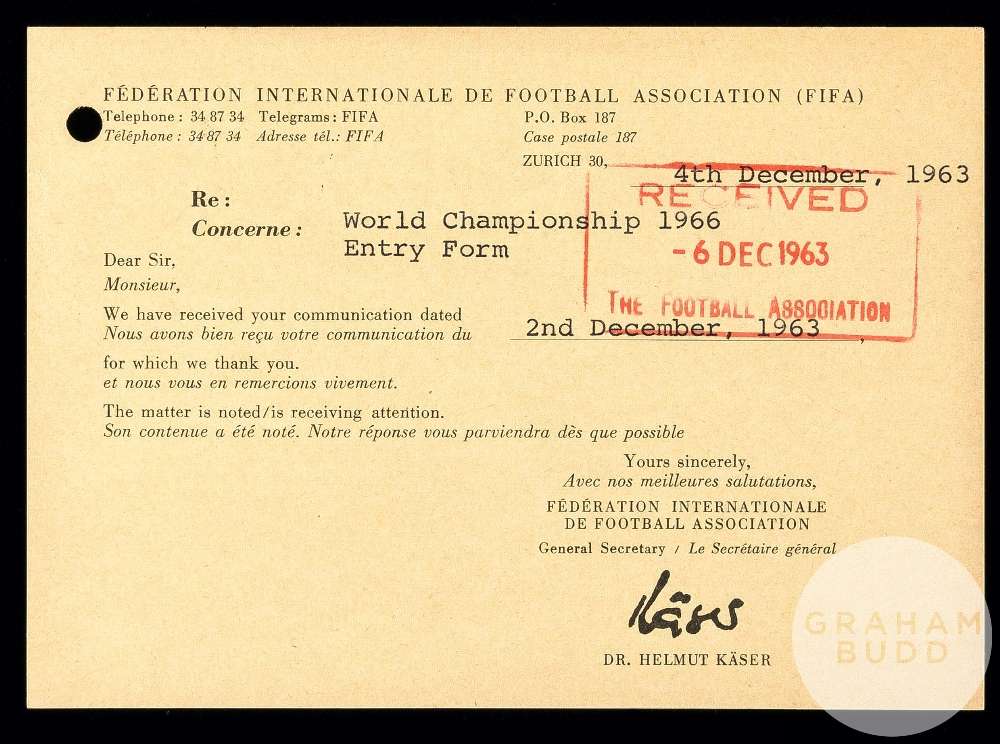 FÉDÉRATION INTERNATIONALE DE FOOTBALL ASSOCIATION (FIFA)
Telephone: 34 87 34 Telegrams: FIFA P.O. Box 187
Téléphone: 34 87 34 Adresse tél.: FIFA Case postale 187
ZURICH 30, 4th December, 1963
RECEIVED
- 6 DEC 1963
THE FOOTBALL ASSOCIATION
Re:
Concerne:
World Championship 1966
Entry Form
Dear Sir,
Monsieur,
We have received your communication dated
Nous avons bien reçu votre communication du 2nd December, 1963,
for which we thank you.
et nous vous en remercions vivement.
The matter is noted/is receiving attention.
Son contenue a été noté. Notre réponse vous parviendra dès que possible
Yours sincerely,
Avec nos meilleures salutations,
FÉDÉRATION INTERNATIONALE
DE FOOTBALL ASSOCIATION
General Secretary / Le Secrétaire général
Käser
DR. HELMUT KÄSER
GRAHAM
BUDD